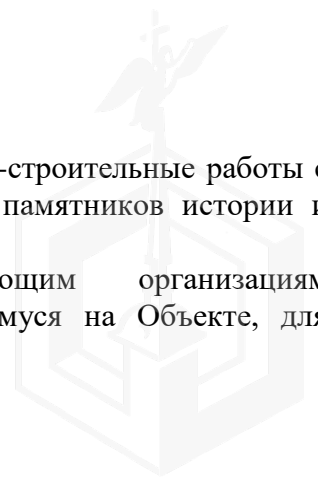 -строительные работы
памятников истории и
ющим организациям
муся на Объекте, для